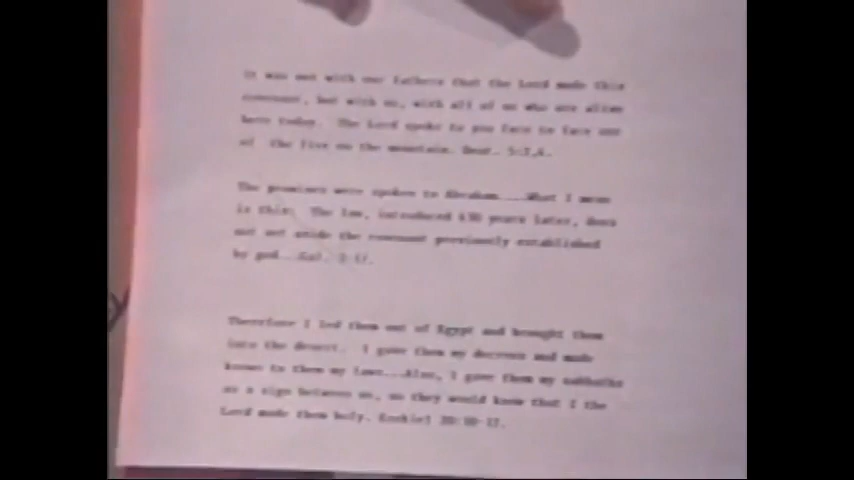 It was not with our fathers that the Lord made this
covenant, but with us, with all of us who are alive
here today. The Lord spoke to you face to face out
of the fire on the mountain. Deut. 5:3,4.
The promises were spoken to Abraham....What I mean
is this: The law, introduced 430 years later, does
not set aside the covenant previously established
by god...Gal. 3:17.
Therefore I led them out of Egypt and brought them
into the desert. I gave them my decrees and made
known to them my laws...Also, I gave them my sabbaths
as a sign between us, so they would know that I the
Lord made them holy. Ezekiel 20:10-12.